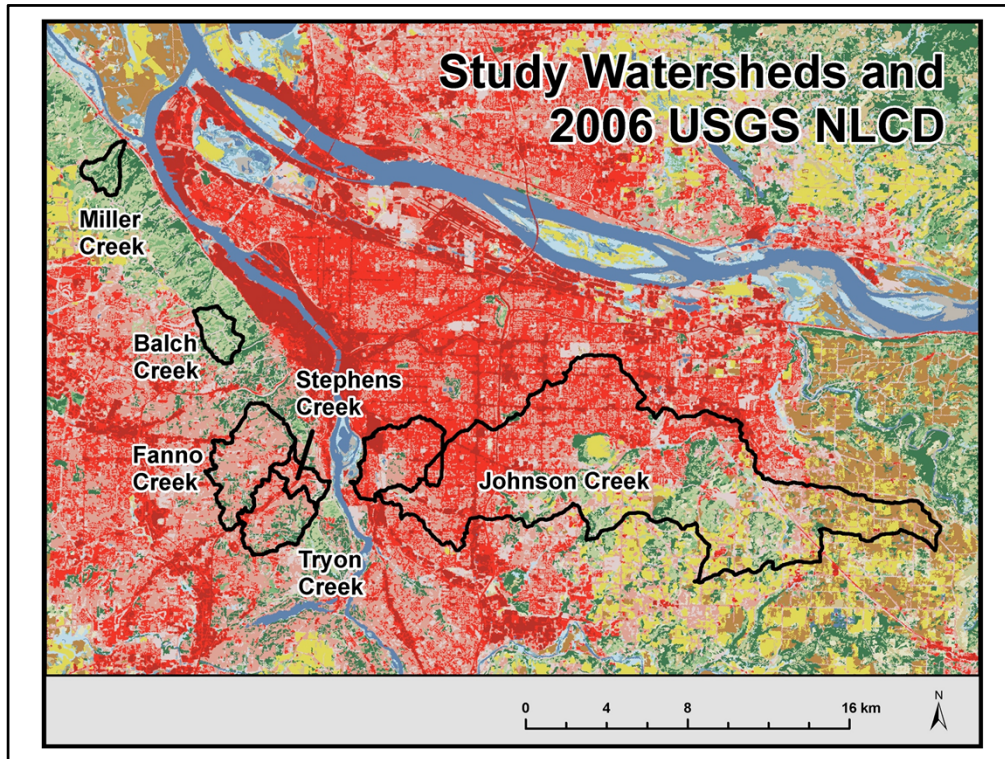 Study Watersheds and
2006 USGS NLCD
Miller
Creek
Balch
Creek
Stephens
Creek
Fanno
Creek
Johnson Creek
Tryon
Creek
0 4 8 16 km
N